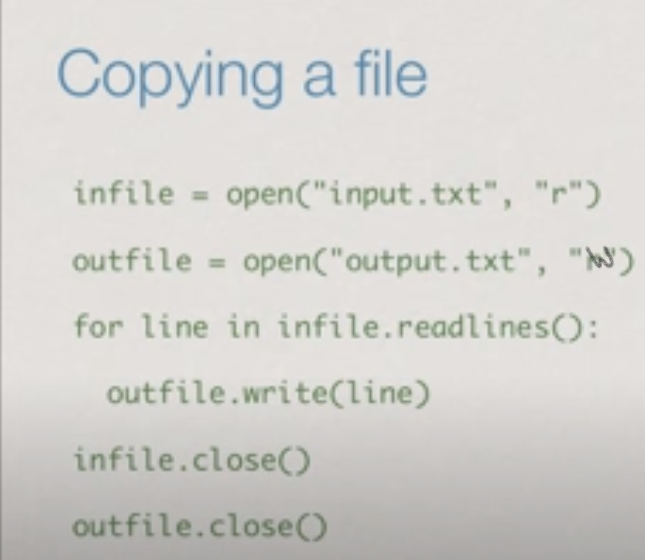 Copying a file
infile = open("input.txt", "r")
outfile = open("output.txt", "w")
for line in infile.readlines():
outfile.write(line)
infile.close()
outfile.close()